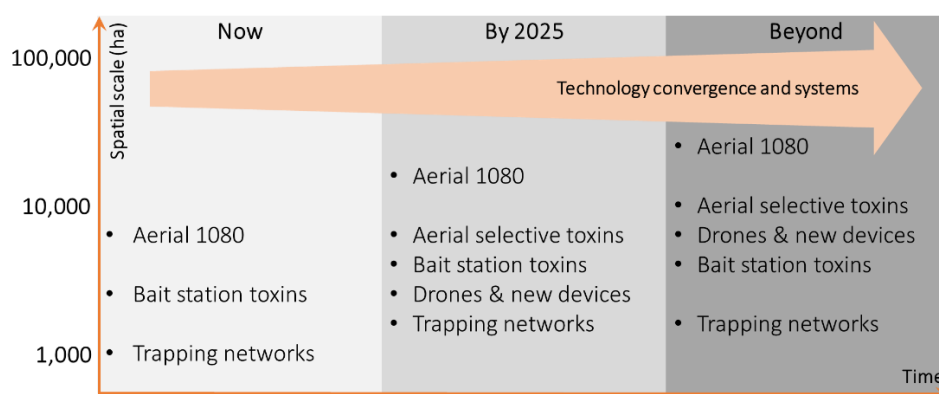 Now
By 2025
Beyond
Spatial scale (ha)
100,000
10,000
1,000
Technology convergence and systems
• Aerial 1080
• Bait station toxins
• Trapping networks
• Aerial 1080
• Aerial selective toxins
• Bait station toxins
• Drones & new devices
• Trapping networks
• Aerial 1080
• Aerial selective toxins
• Drones & new devices
• Bait station toxins
• Trapping networks
Time